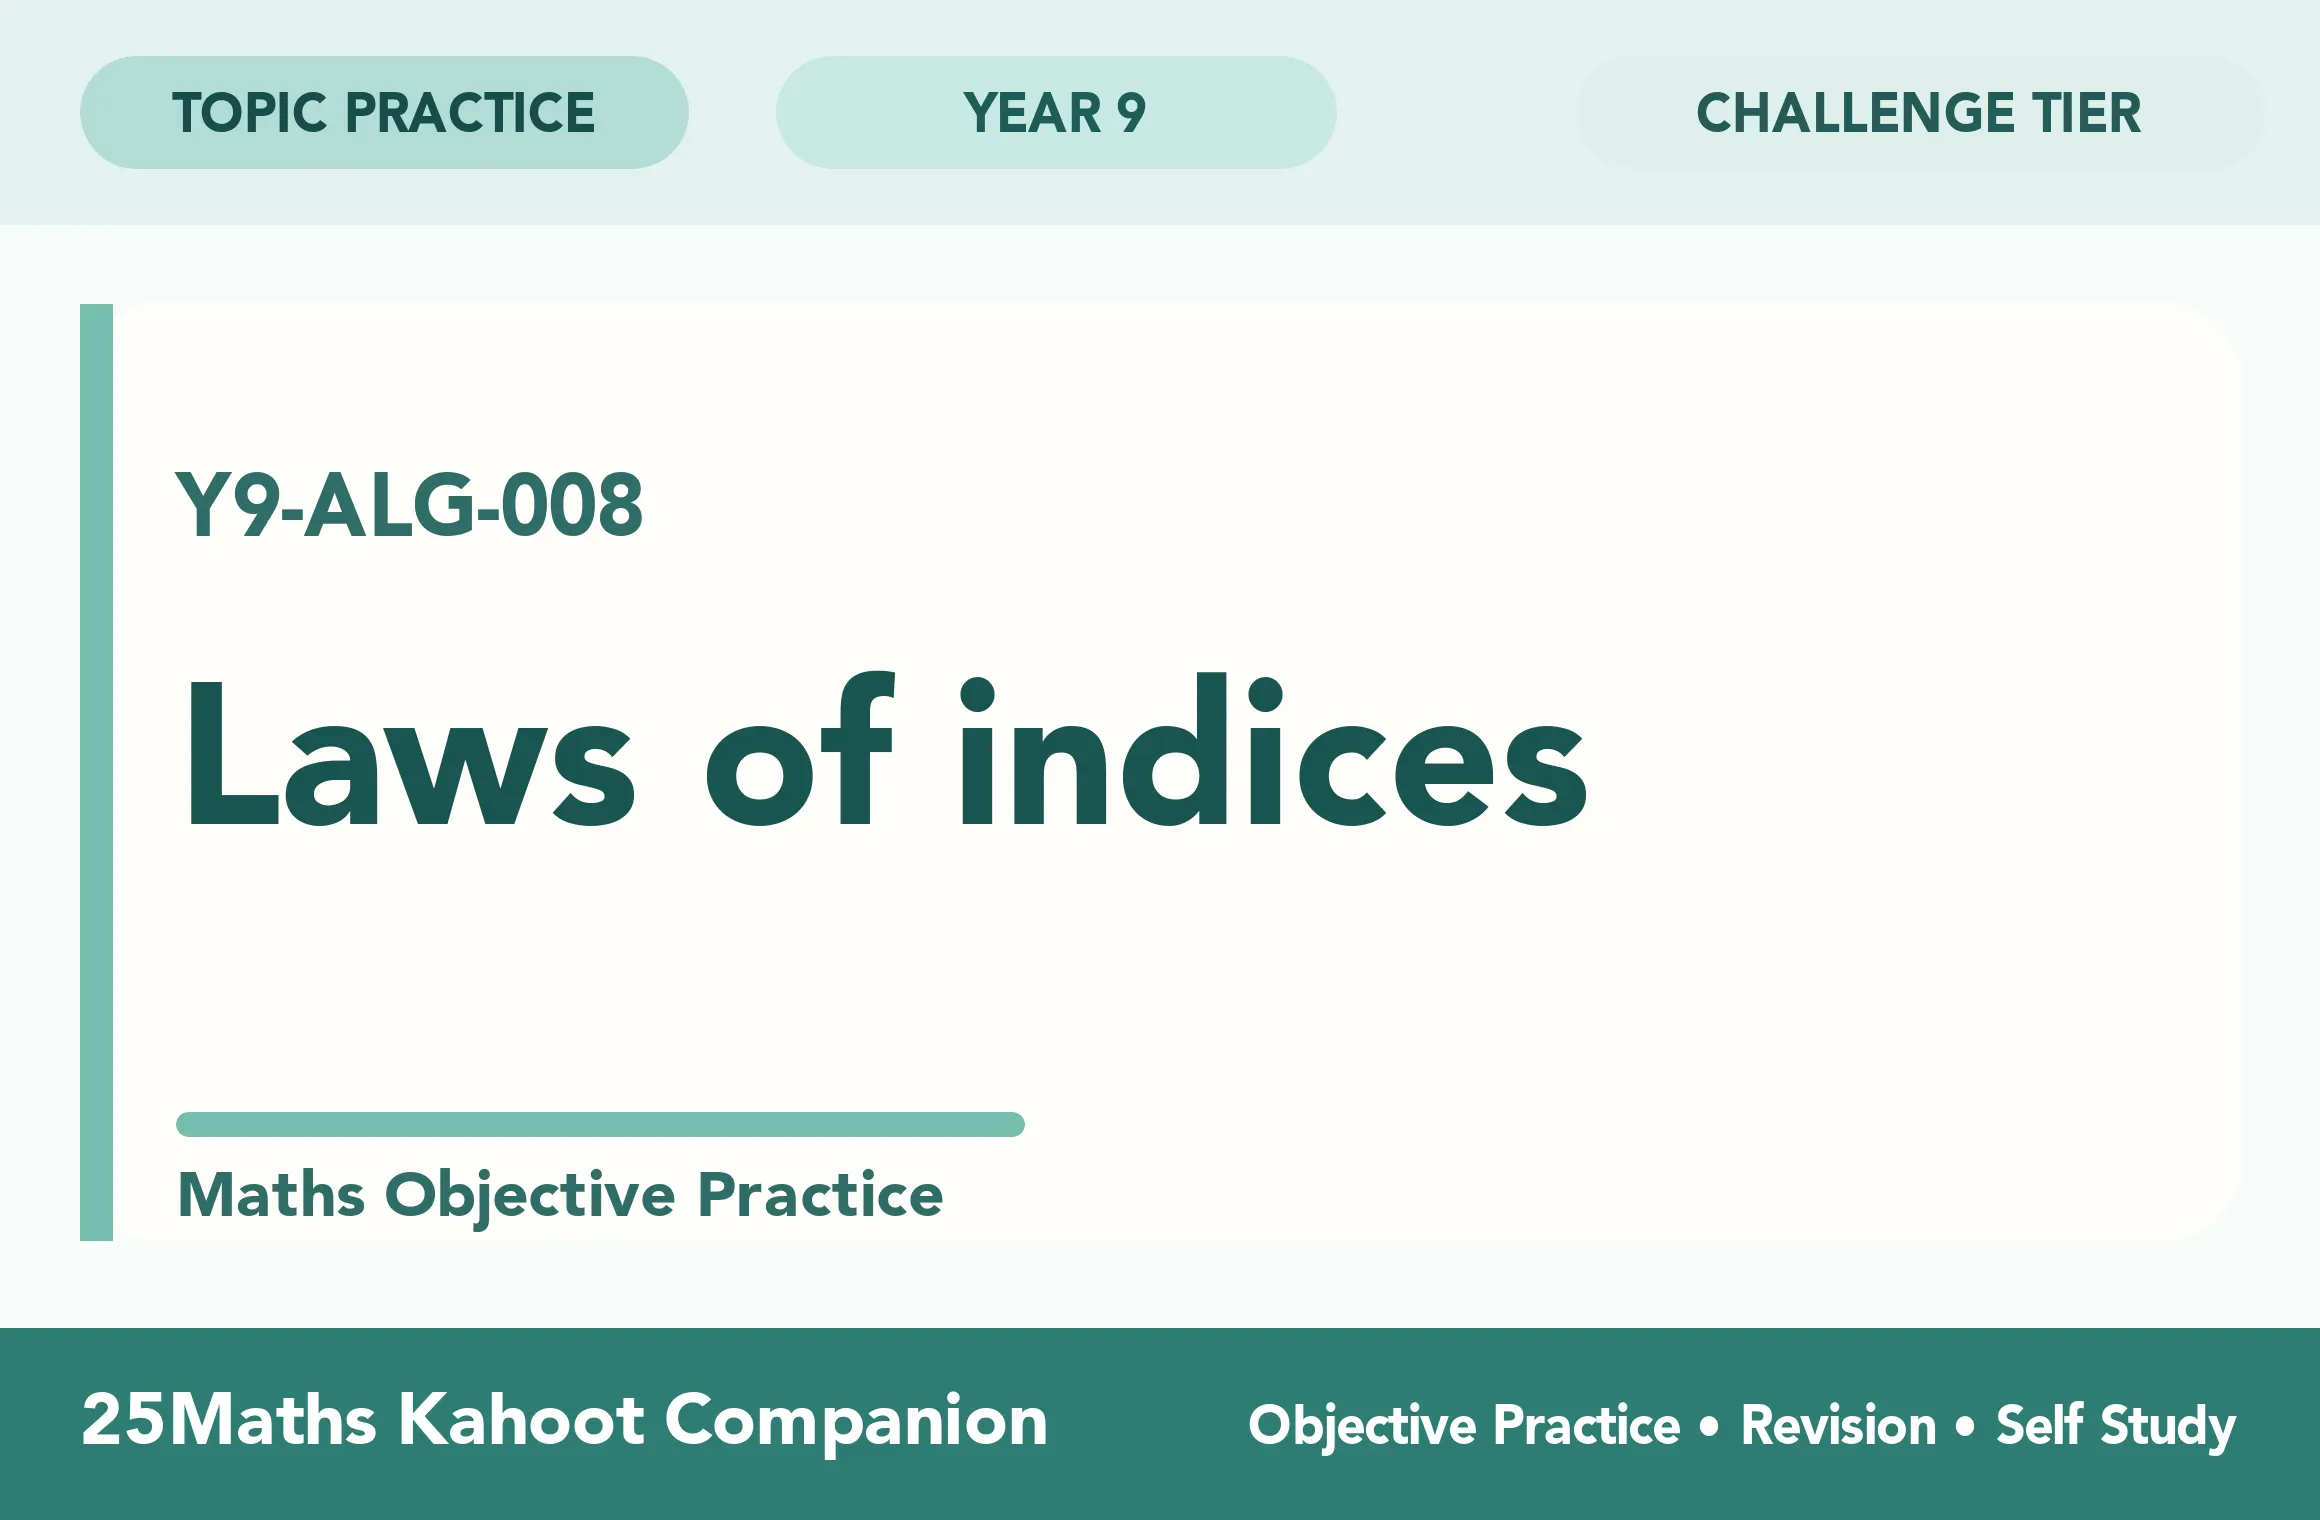 TOPIC PRACTICE
YEAR 9
CHALLENGE TIER
Y9-ALG-008
Laws of indices
Maths Objective Practice
25Maths Kahoot Companion
Objective Practice • Revision • Self Study